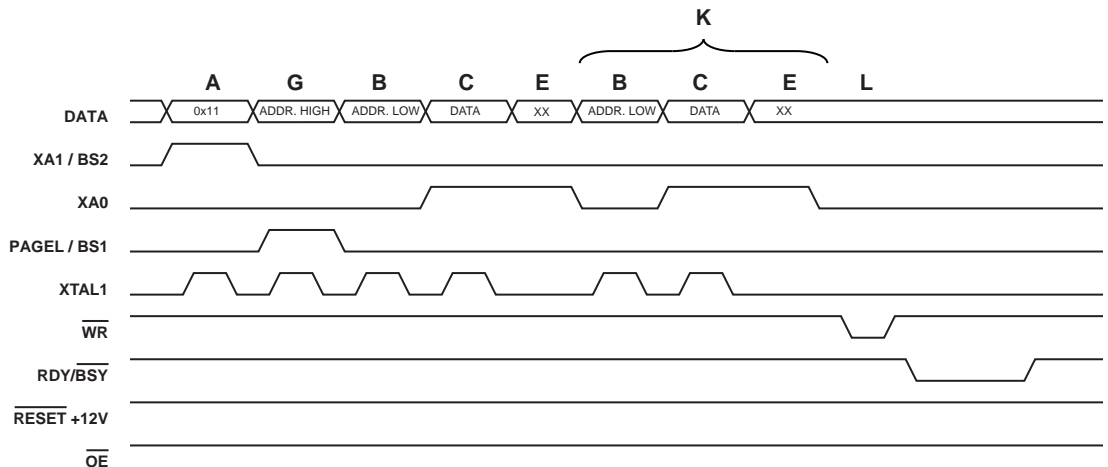 K
A G B C E B C E L
DATA 0x11 ADDR. HIGH ADDR. LOW DATA XX ADDR. LOW DATA XX
XA1 / BS2
XA0
PAGEL / BS1
XTAL1
WR
RDY/BSY
RESET +12V
OE